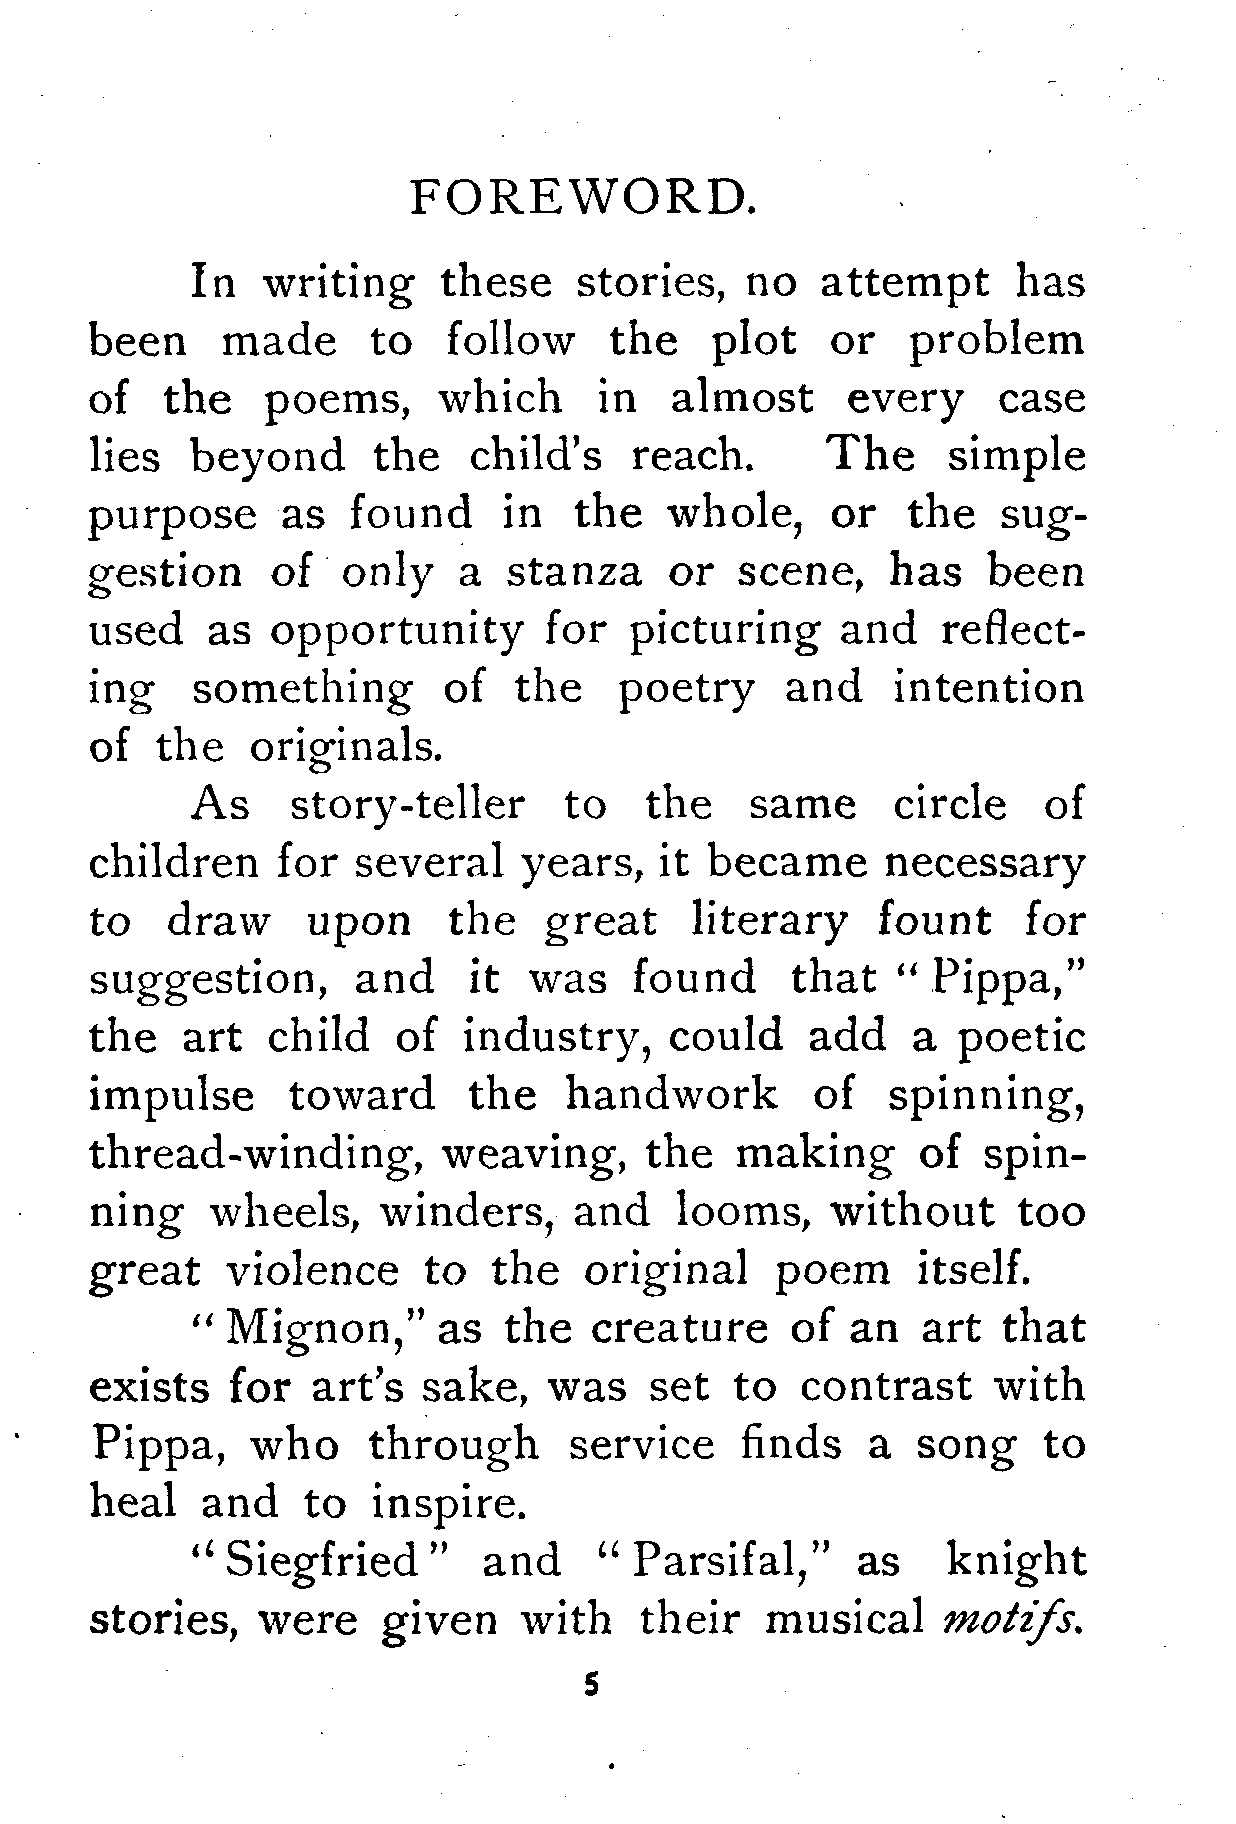 FOREWORD.
In writing these stories, no attempt has
been made to follow the plot or problem
of the poems, which in almost every case
lies beyond the child's reach. The simple
purpose as found in the whole, or the sug-
gestion of only a stanza or scene, has been
used as opportunity for picturing and reflect-
ing something of the poetry and intention
of the originals.
As story-teller to the same circle of
children for several years, it became necessary
to draw upon the great literary fount for
suggestion, and it was found that "Pippa,"
the art child of industry, could add a poetic
impulse toward the handwork of spinning,
thread-winding, weaving, the making of spin-
ning wheels, winders, and looms, without too
great violence to the original poem itself.
"Mignon," as the creature of an art that
exists for art's sake, was set to contrast with
Pippa, who through service finds a song to
heal and to inspire.
"Siegfried" and "Parsifal," as knight
stories, were given with their musical motifs.
5